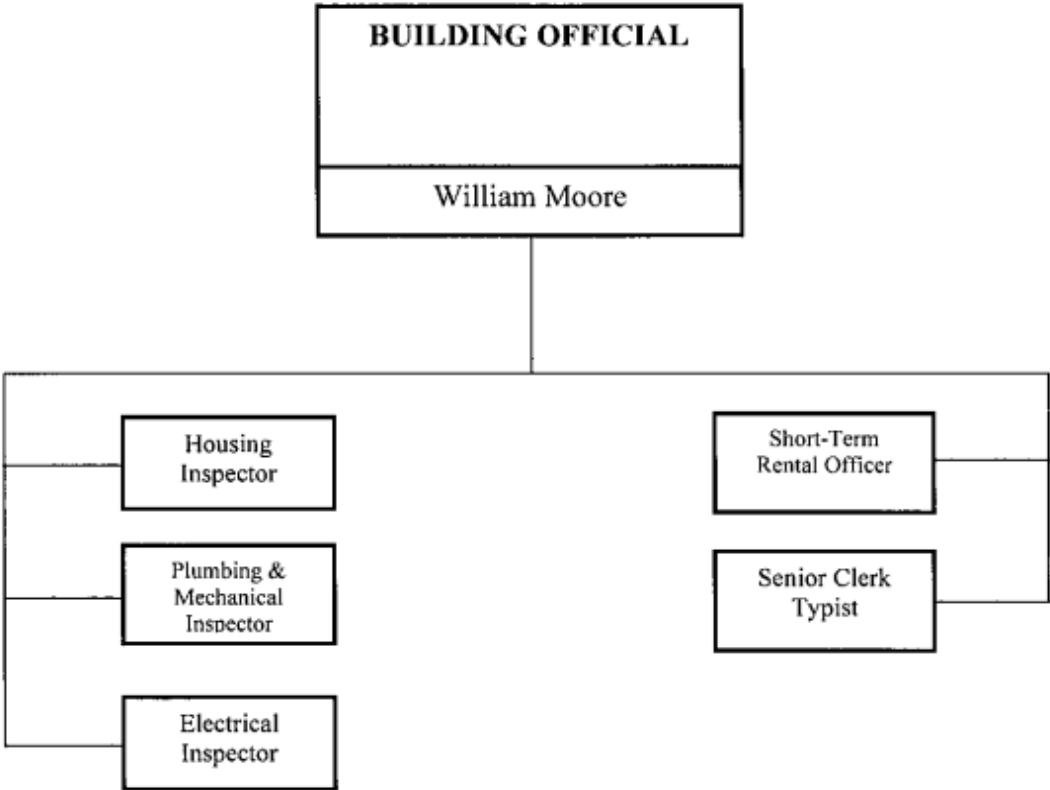 BUILDING OFFICIAL
William Moore
Housing
Inspector
Plumbing &
Mechanical
Inspector
Electrical
Inspector
Short-Term
Rental Officer
Senior Clerk
Typist